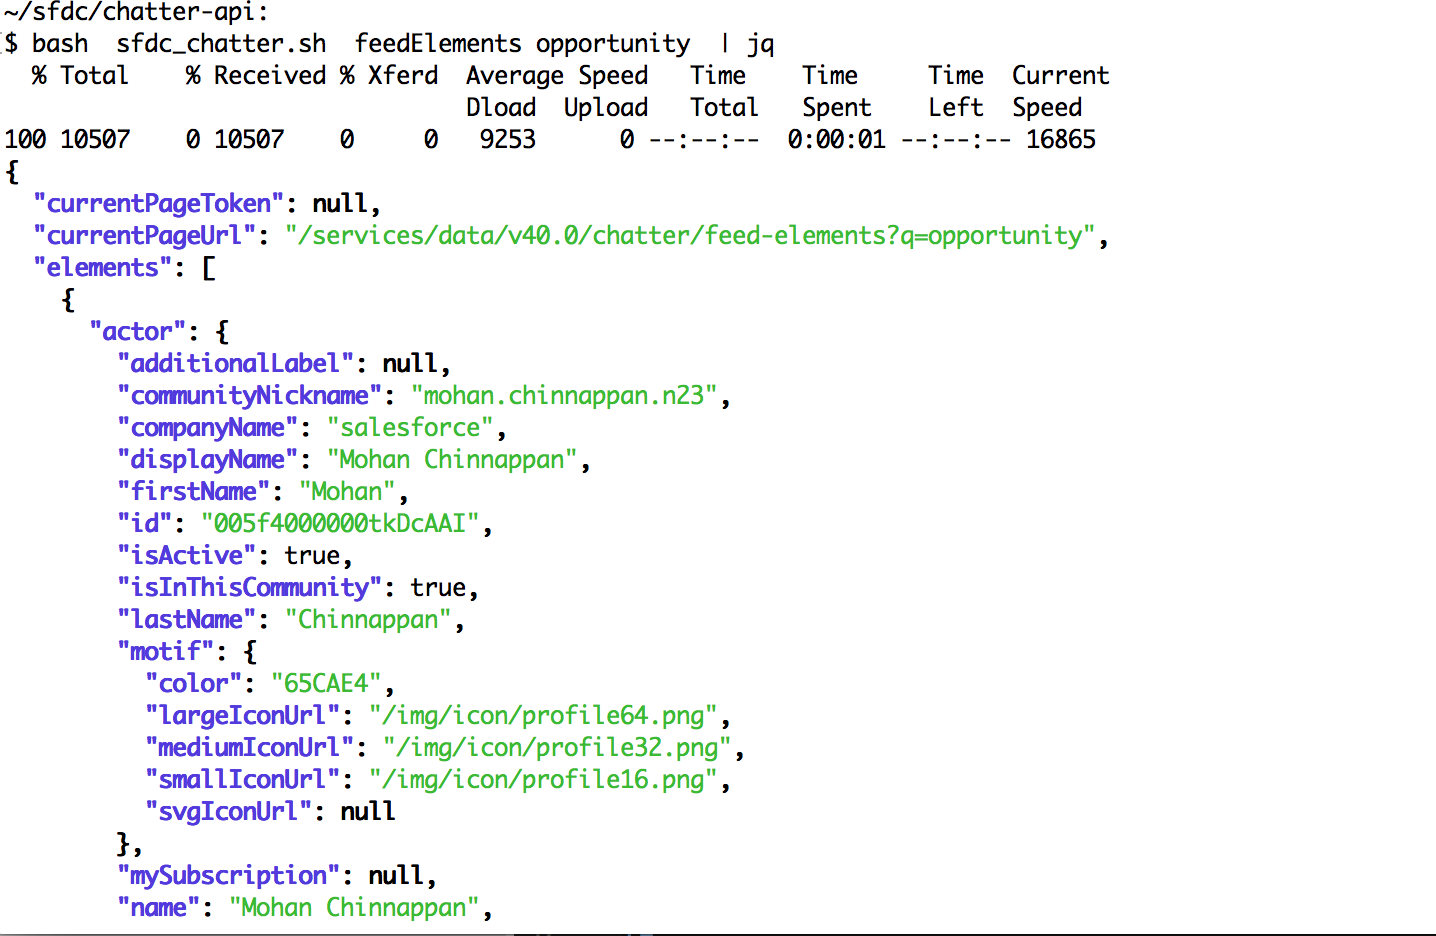 ~/sfdc/chatter-api:
$ bash  sfdc_chatter.sh  feedElements opportunity  | jq
  % Total    % Received % Xferd  Average Speed   Time    Time     Time  Current
                                 Dload  Upload   Total   Spent    Left  Speed
100 10507    0 10507    0     0   9253      0 --:--:--  0:00:01 --:--:-- 16865
{
  "currentPageToken": null,
  "currentPageUrl": "/services/data/v40.0/chatter/feed-elements?q=opportunity",
  "elements": [
    {
      "actor": {
        "additionalLabel": null,
        "communityNickname": "mohan.chinnappan.n23",
        "companyName": "salesforce",
        "displayName": "Mohan Chinnappan",
        "firstName": "Mohan",
        "id": "005f4000000tkDcAAI",
        "isActive": true,
        "isInThisCommunity": true,
        "lastName": "Chinnappan",
        "motif": {
          "color": "65CAE4",
          "largeIconUrl": "/img/icon/profile64.png",
          "mediumIconUrl": "/img/icon/profile32.png",
          "smallIconUrl": "/img/icon/profile16.png",
          "svgIconUrl": null
        },
        "mySubscription": null,
        "name": "Mohan Chinnappan",